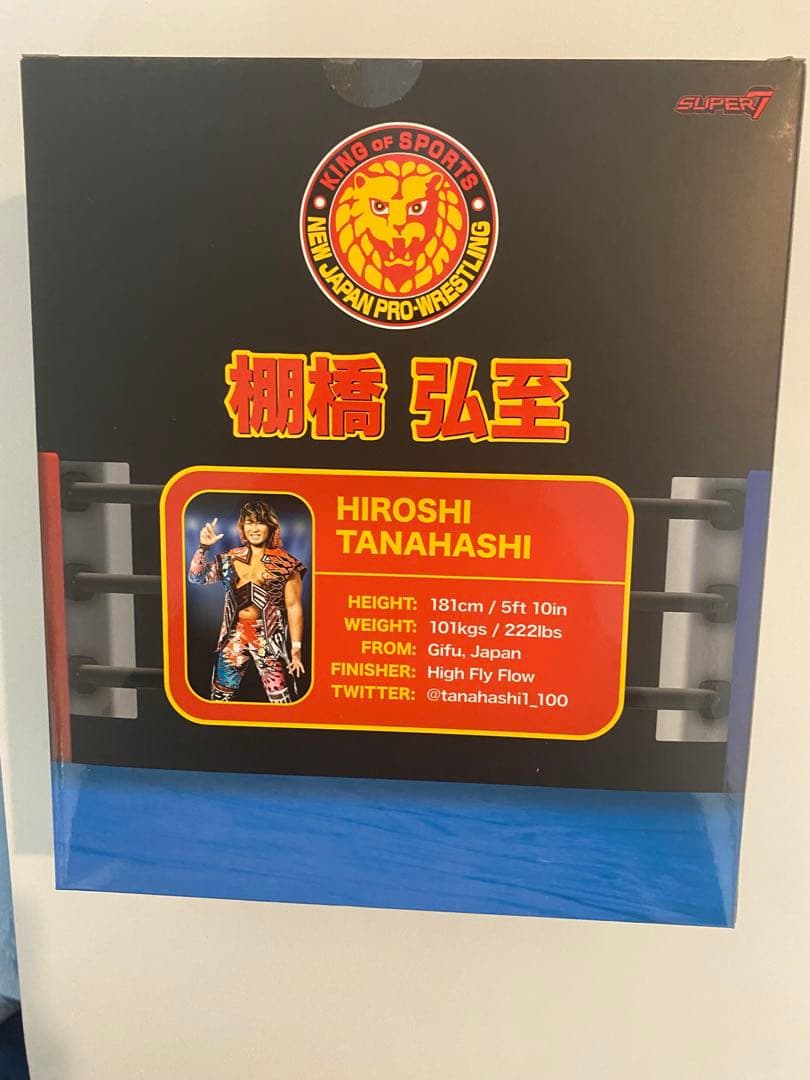 SUPER7
KING OF SPORTS
NEW JAPAN PRO-WRESTLING
棚橋 弘至
HIROSHI
TANAHASHI
HEIGHT: 181cm / 5ft 10in
WEIGHT: 101kgs / 222lbs
FROM: Gifu, Japan
FINISHER: High Fly Flow
TWITTER: @tanahashi1_100